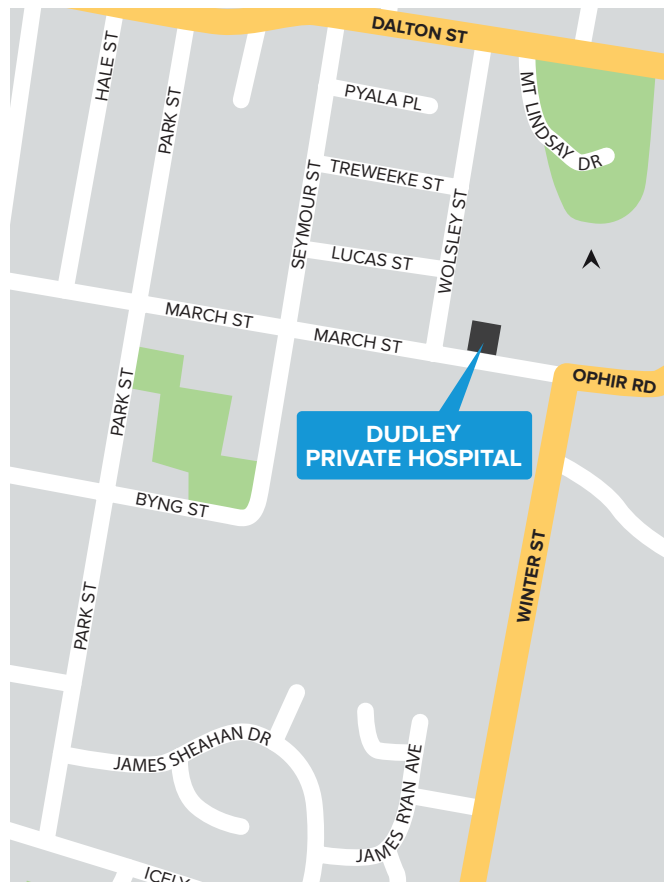 DALTON ST
HALE ST
PARK ST
MT LINDSAY DR
PYALA PL
TREWEEKE ST
SEYMOUR ST
WOLSLEY ST
LUCAS ST
MARCH ST
MARCH ST
OPHIR RD
PARK ST
DUDLEY
PRIVATE HOSPITAL
BYNG ST
WINTER ST
PARK ST
JAMES SHEAHAN DR
JAMES RYAN AVE
ICELY